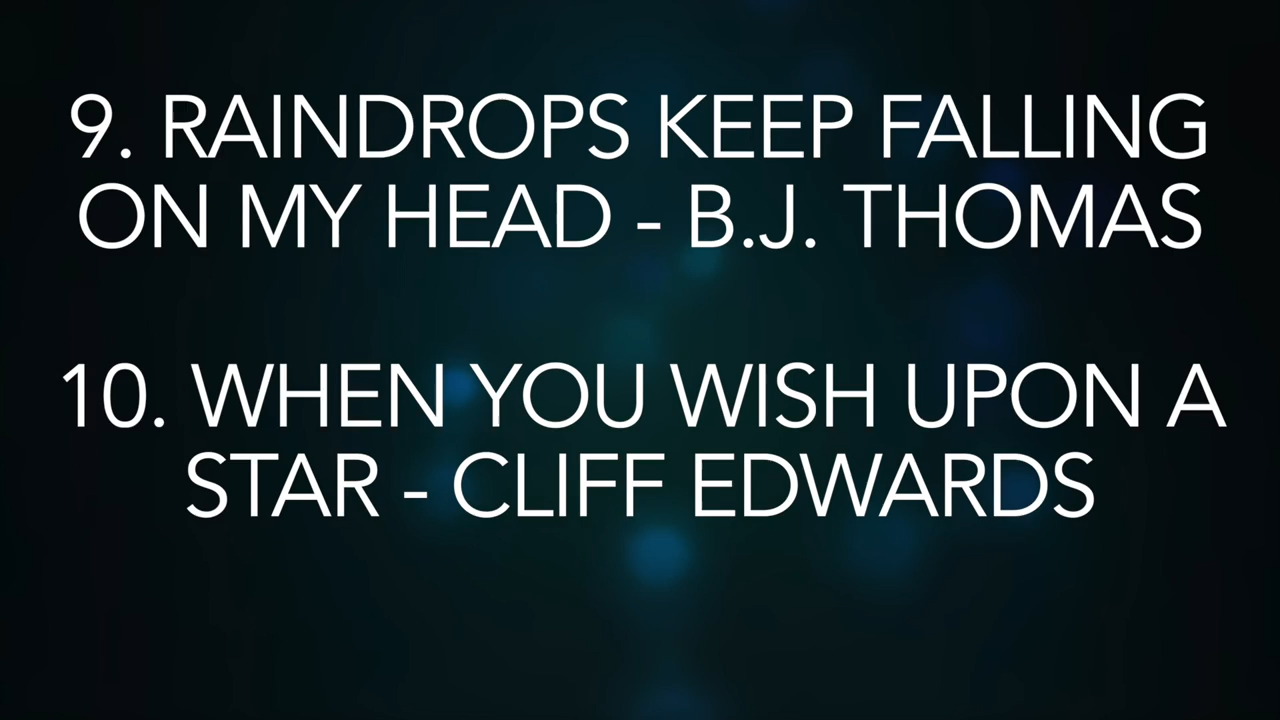 9. RAINDROPS KEEP FALLING
ON MY HEAD - B.J. THOMAS
10. WHEN YOU WISH UPON A
STAR - CLIFF EDWARDS